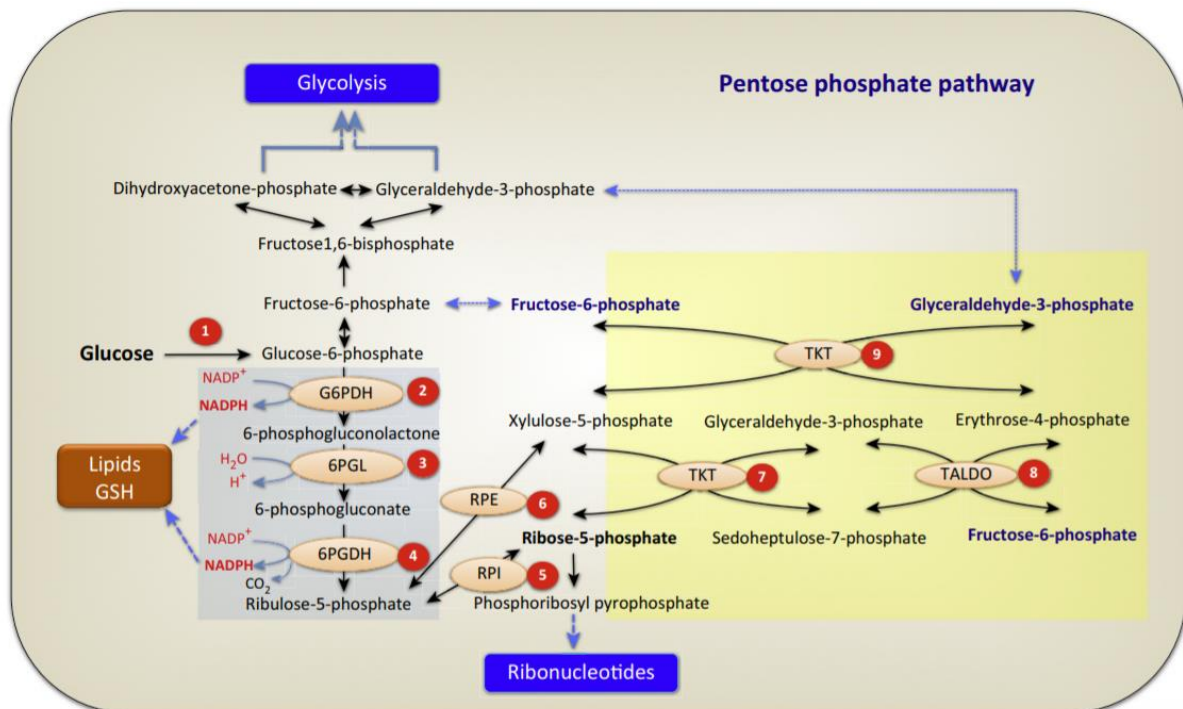 Glycolysis
Pentose phosphate pathway
Dihydroxyacetone-phosphate
Glyceraldehyde-3-phosphate
Fructose1,6-bisphosphate
Fructose-6-phosphate
Fructose-6-phosphate
Glyceraldehyde-3-phosphate
1
Glucose
Glucose-6-phosphate
TKT
9
NADP+
NADPH
G6PDH
2
Xylulose-5-phosphate
Glyceraldehyde-3-phosphate
Erythrose-4-phosphate
6-phosphogluconolactone
Lipids
GSH
H2O
H+
6PGL
3
TKT
7
TALDO
8
RPE
6
6-phosphogluconate
NADP+
NADPH
CO2
6PGDH
4
Ribose-5-phosphate
Sedoheptulose-7-phosphate
Fructose-6-phosphate
RPI
5
Ribulose-5-phosphate
Phosphoribosyl pyrophosphate
Ribonucleotides